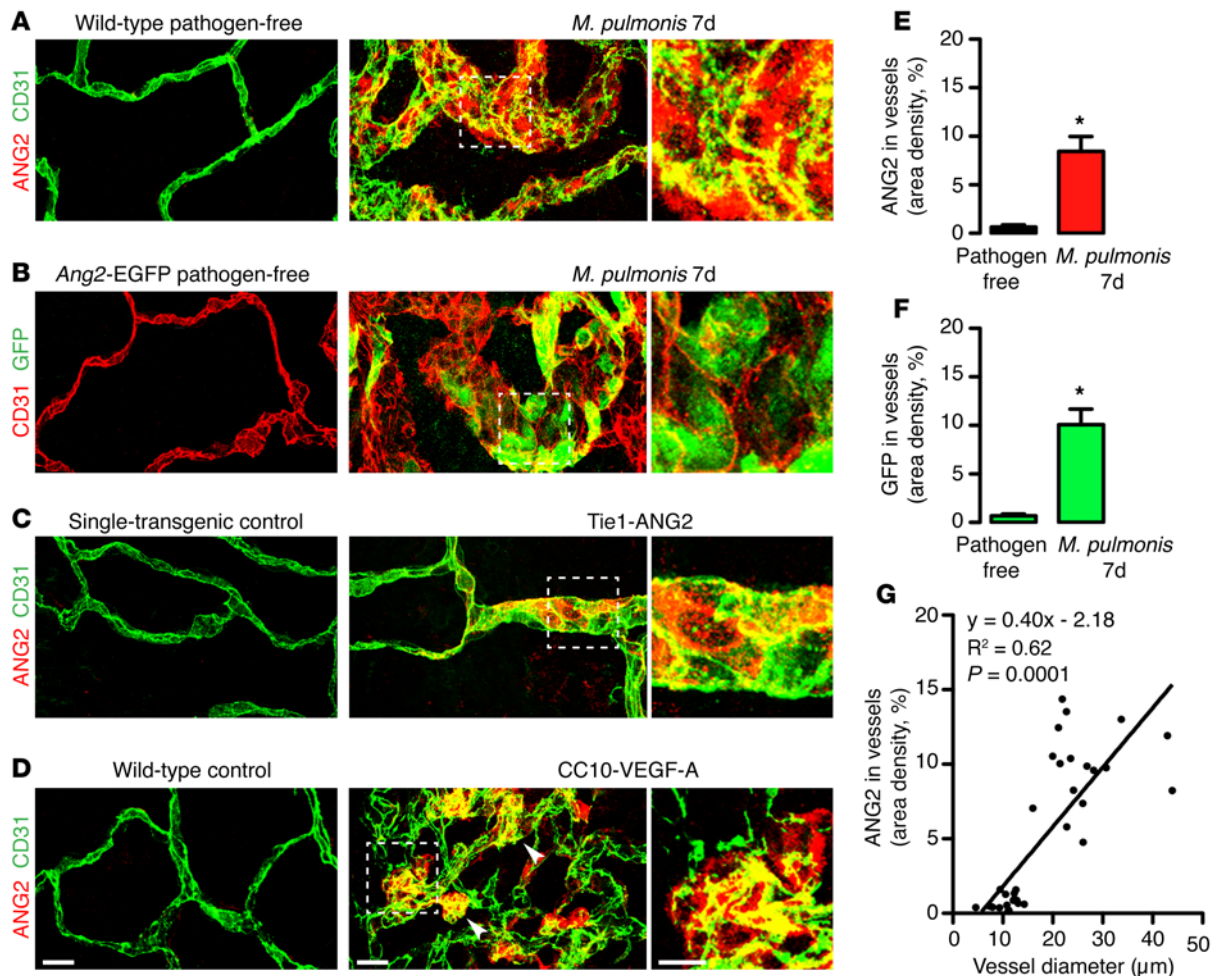 A
Wild-type pathogen-free
M. pulmonis 7d
ANG2 CD31
B
Ang2-EGFP pathogen-free
M. pulmonis 7d
CD31 GFP
C
Single-transgenic control
Tie1-ANG2
ANG2 CD31
D
Wild-type control
CC10-VEGF-A
ANG2 CD31
E
ANG2 in vessels
(area density, %)
20
15
10
5
0
*
Pathogen
free
M. pulmonis
7d
F
GFP in vessels
(area density, %)
20
15
10
5
0
*
Pathogen
free
M. pulmonis
7d
G
y = 0.40x - 2.18
R² = 0.62
P = 0.0001
ANG2 in vessels
(area density, %)
20
15
10
5
0
0 10 20 30 40 50
Vessel diameter (µm)